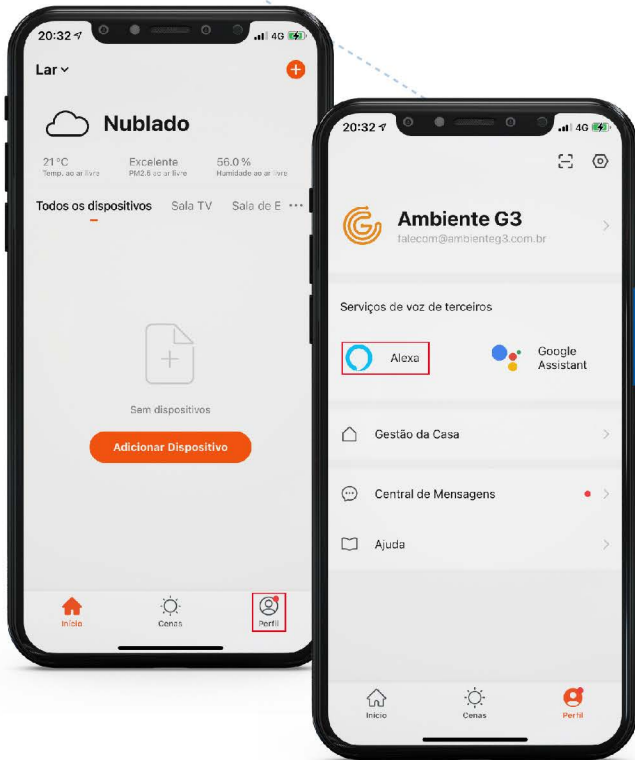 20:32
4G
Lar
Nublado
21 °C
Temp. ao ar livre
Excelente
PM2.5 ao ar livre
56.0 %
Humidade ao ar livre
Todos os dispositivos
Sala TV
Sala de E
Sem dispositivos
Adicionar Dispositivo
Início
Cenas
Perfil
20:32
4G
Ambiente G3
falecom@ambienteg3.com.br
Serviços de voz de terceiros
Alexa
Google
Assistant
Gestão da Casa
Central de Mensagens
Ajuda
Início
Cenas
Perfil